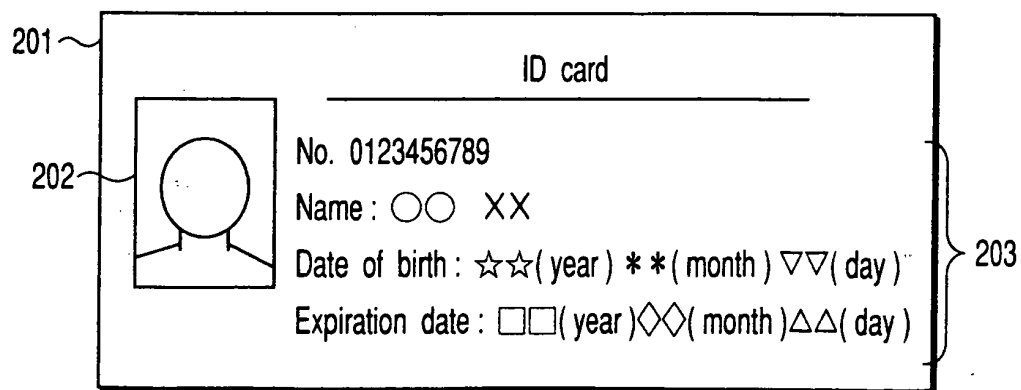 201
ID card
202
No. 0123456789
Name : ○○ XX
Date of birth : ☆☆( year ) **( month ) ▽▽( day )
203
Expiration date : □□( year )◇◇( month )△△( day )